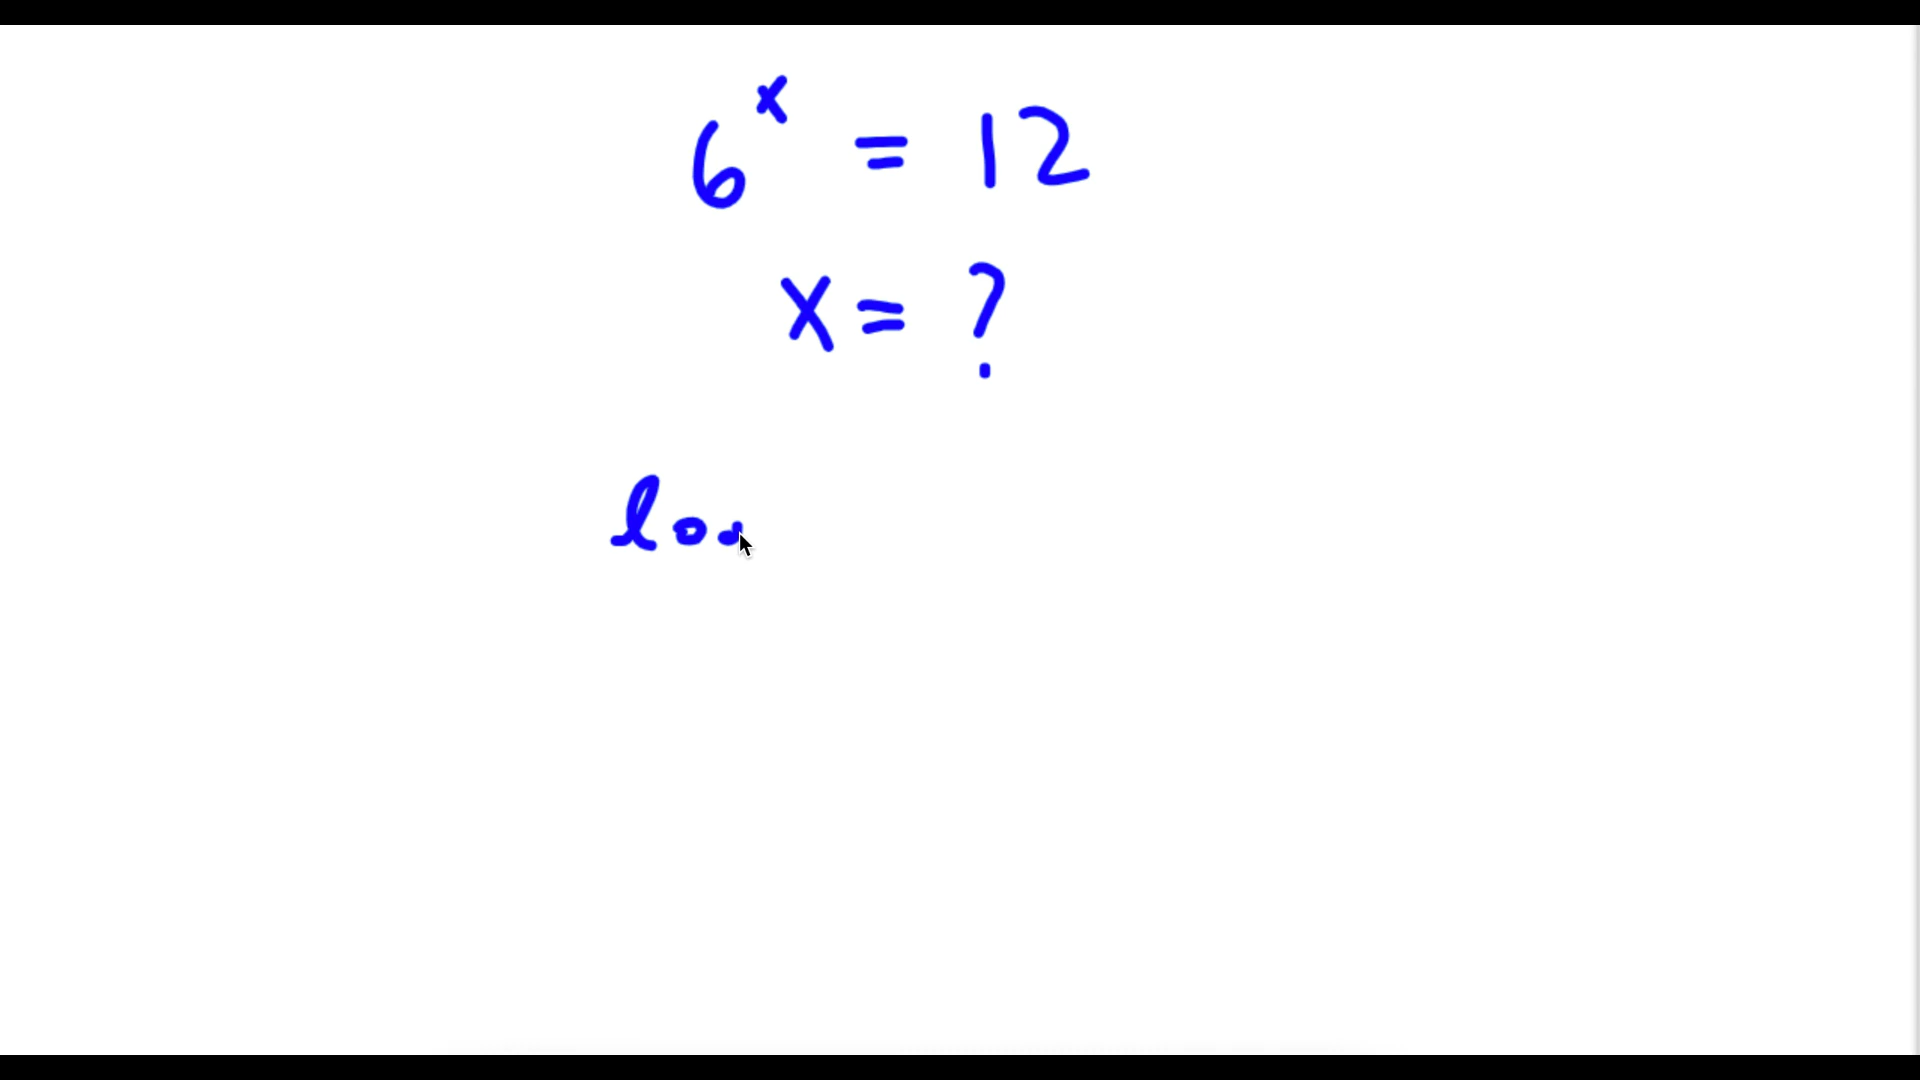 6^x = 12
x = ?
lo